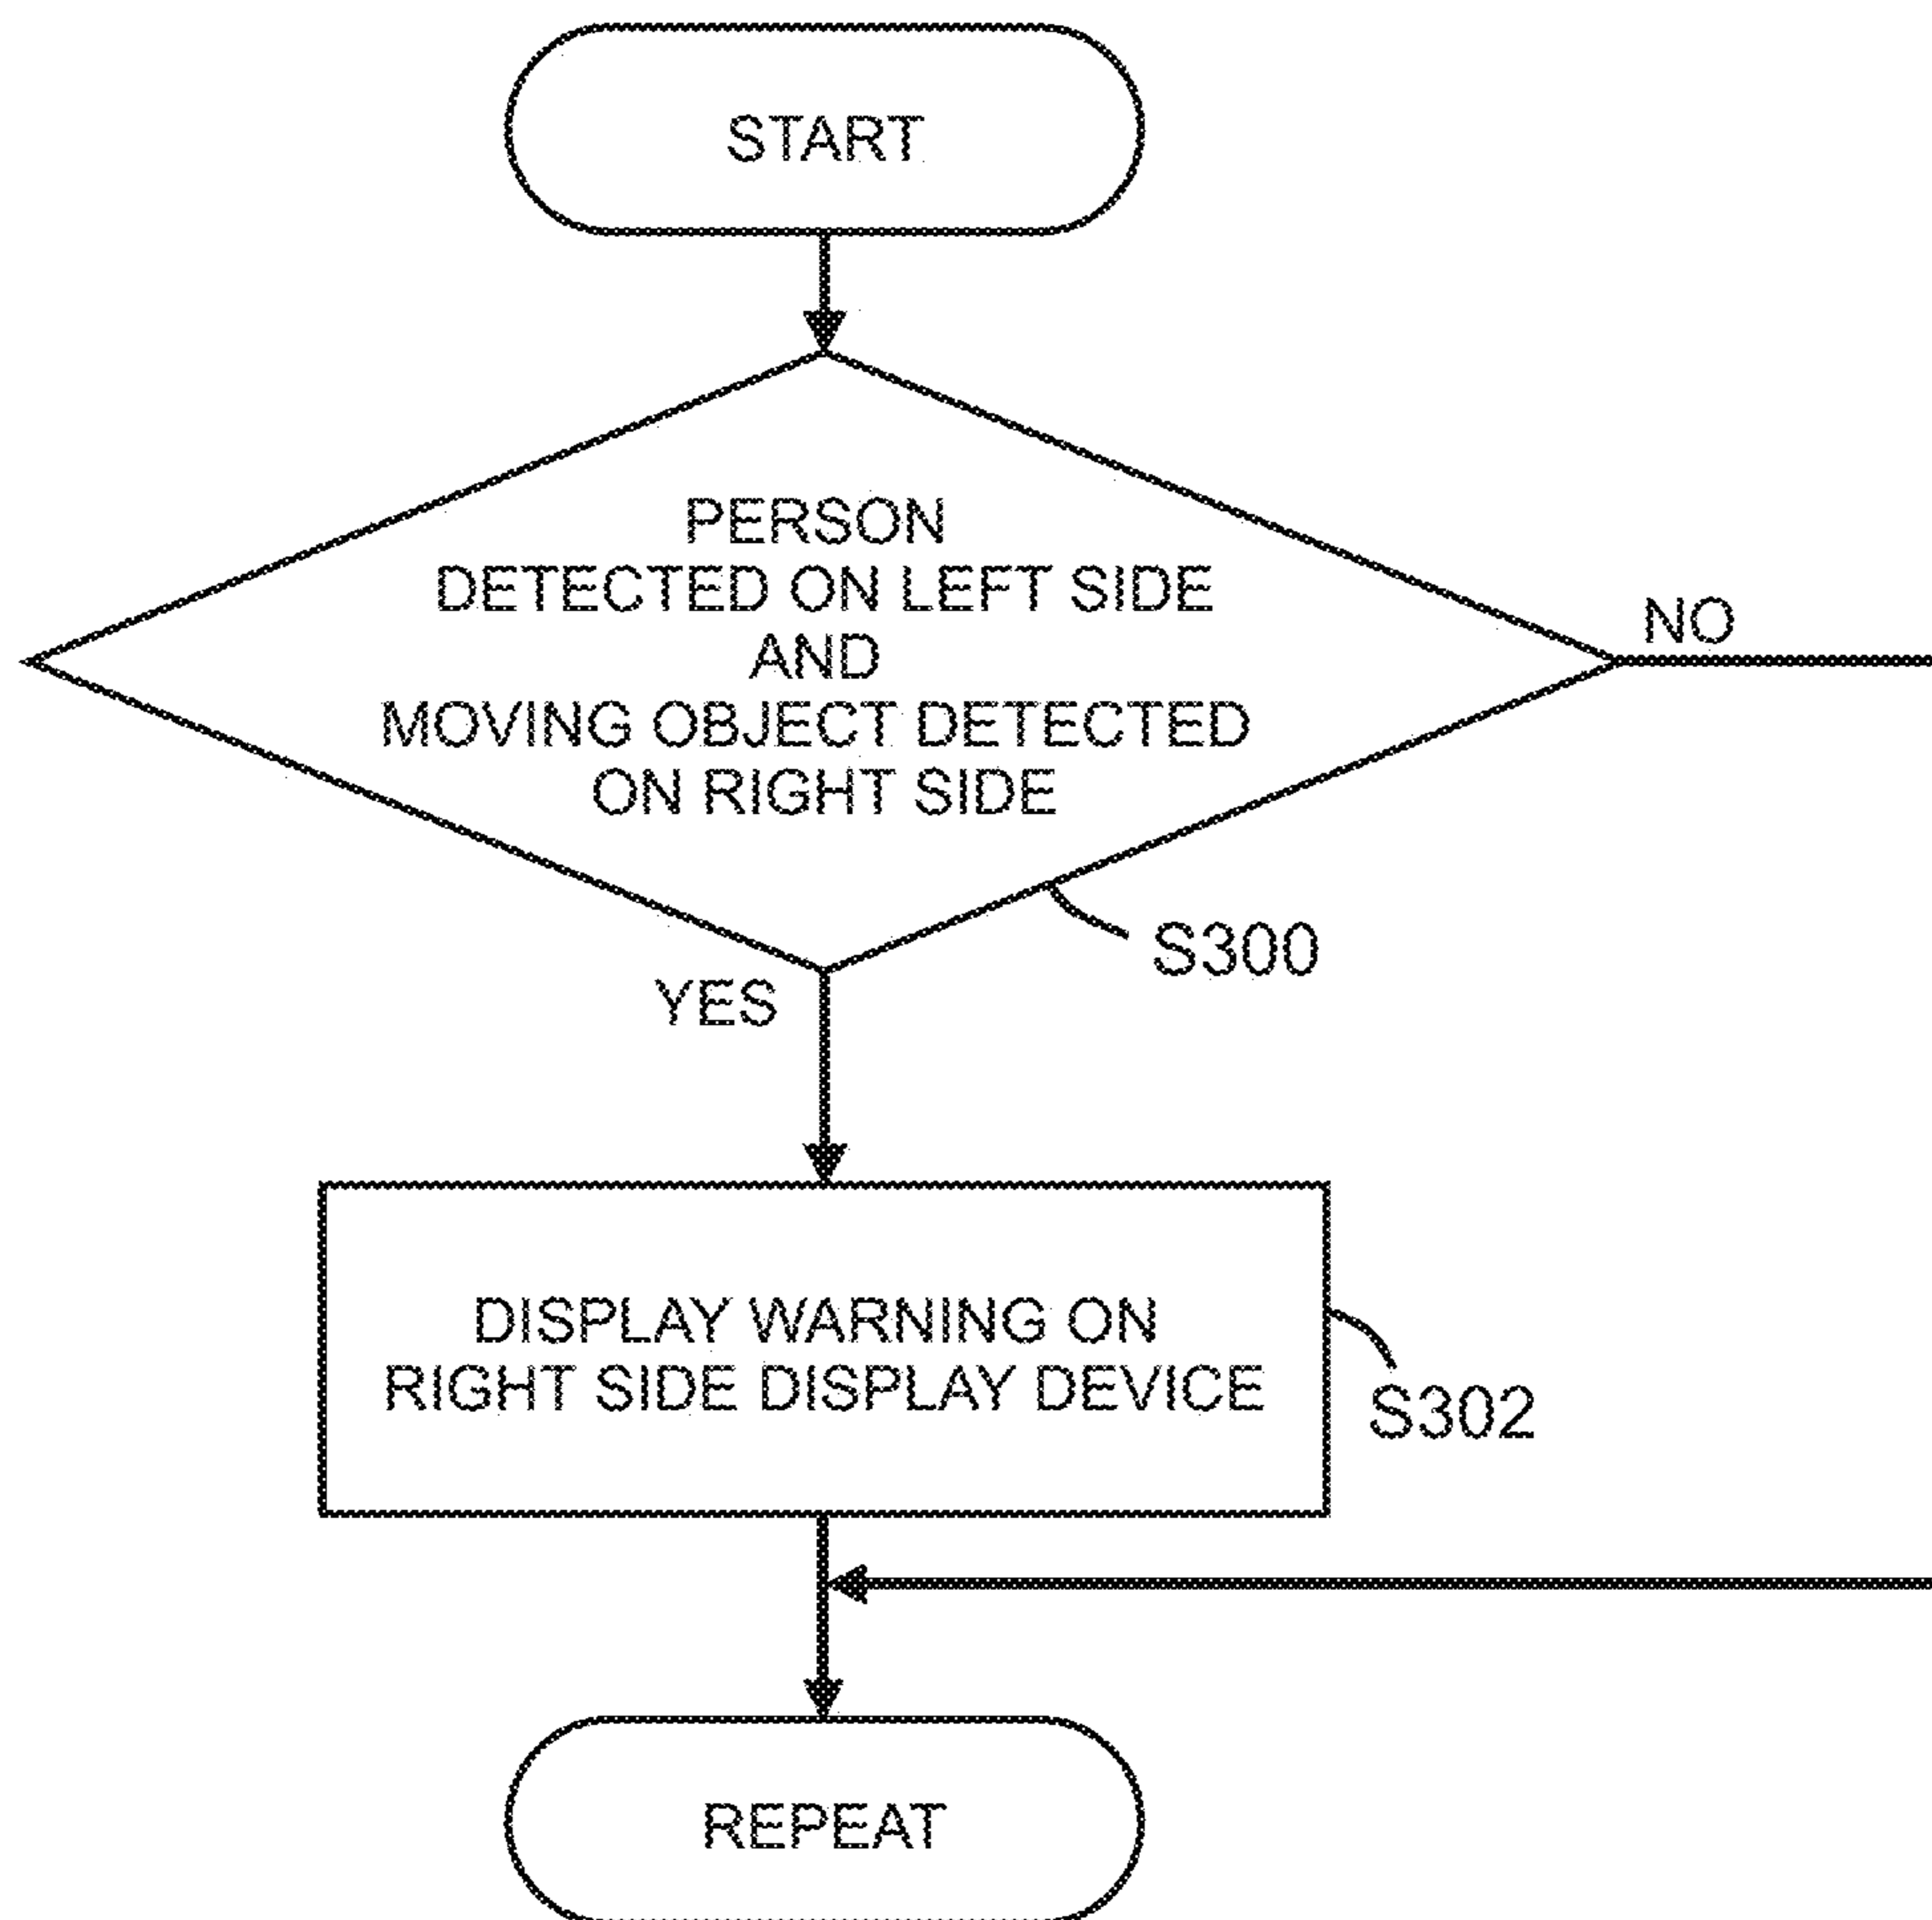 START
PERSON
DETECTED ON LEFT SIDE
AND
MOVING OBJECT DETECTED
ON RIGHT SIDE
NO
S300
YES
DISPLAY WARNING ON
RIGHT SIDE DISPLAY DEVICE
S302
REPEAT